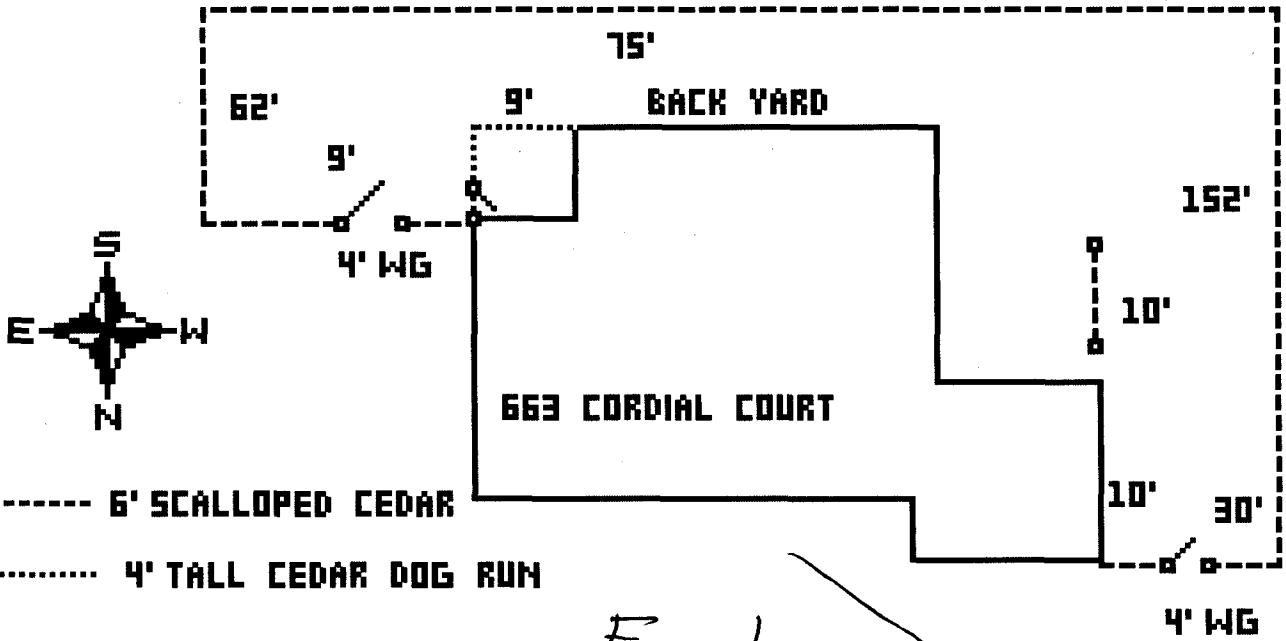 75'
62'
9'
BACK YARD
9'
152'
4' WG
S
E
W
N
10'
663 CORDIAL COURT
6' SCALLOPED CEDAR
10'
30'
4' TALL CEDAR DOG RUN
4' WG